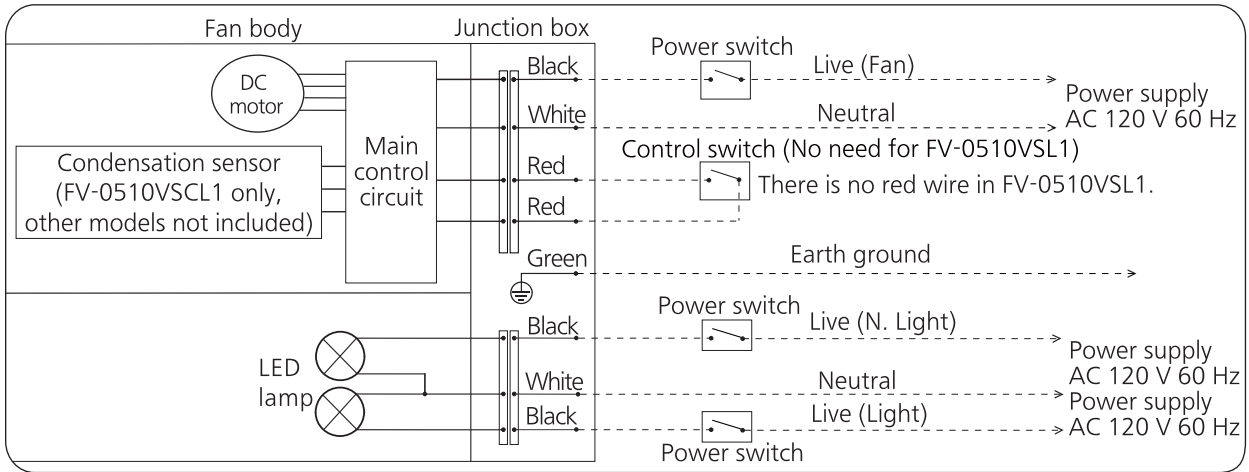 Fan body
Junction box
DC
motor
Main
control
circuit
Condensation sensor
(FV-0510VSCL1 only,
other models not included)
Black
White
Red
Red
Green
Power switch
Live (Fan)
Neutral
Power supply
AC 120 V 60 Hz
Control switch (No need for FV-0510VSL1)
There is no red wire in FV-0510VSL1.
Earth ground
LED
lamp
Black
White
Black
Power switch
Live (N. Light)
Neutral
Live (Light)
Power switch
Power supply
AC 120 V 60 Hz
Power supply
AC 120 V 60 Hz